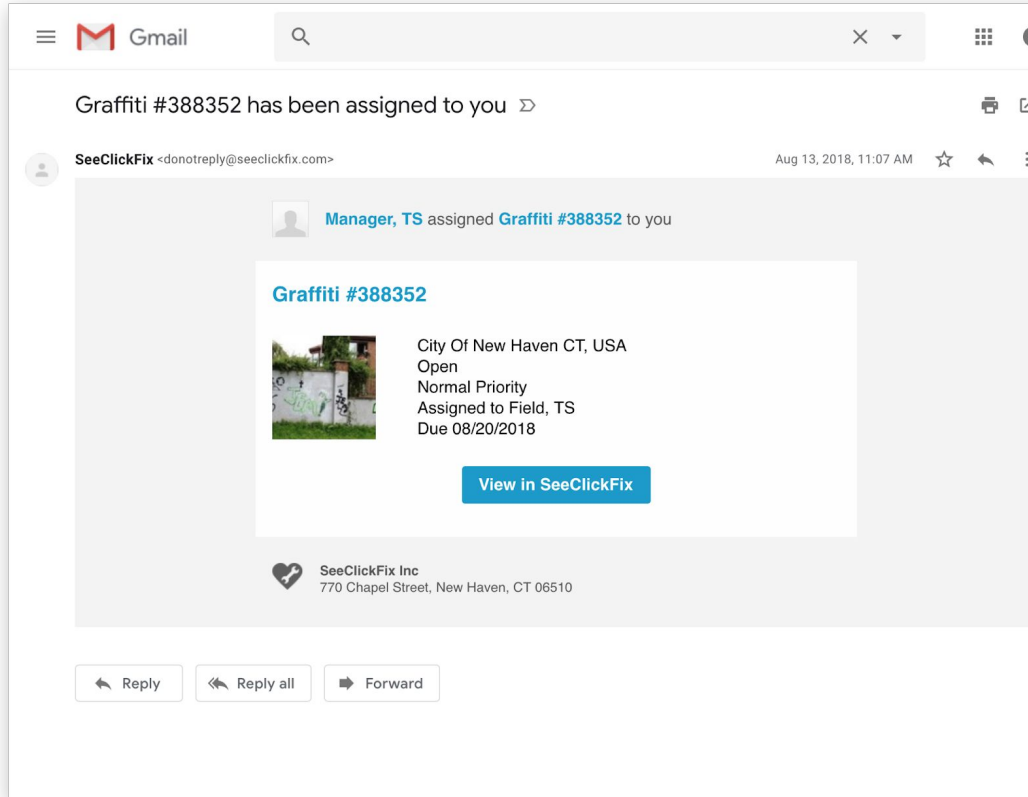 Gmail
Graffiti #388352 has been assigned to you
SeeClickFix <donotreply@seeclickfix.com>
Aug 13, 2018, 11:07 AM
Manager, TS assigned Graffiti #388352 to you
Graffiti #388352
City Of New Haven CT, USA
Open
Normal Priority
Assigned to Field, TS
Due 08/20/2018
View in SeeClickFix
SeeClickFix Inc
770 Chapel Street, New Haven, CT 06510
Reply
Reply all
Forward